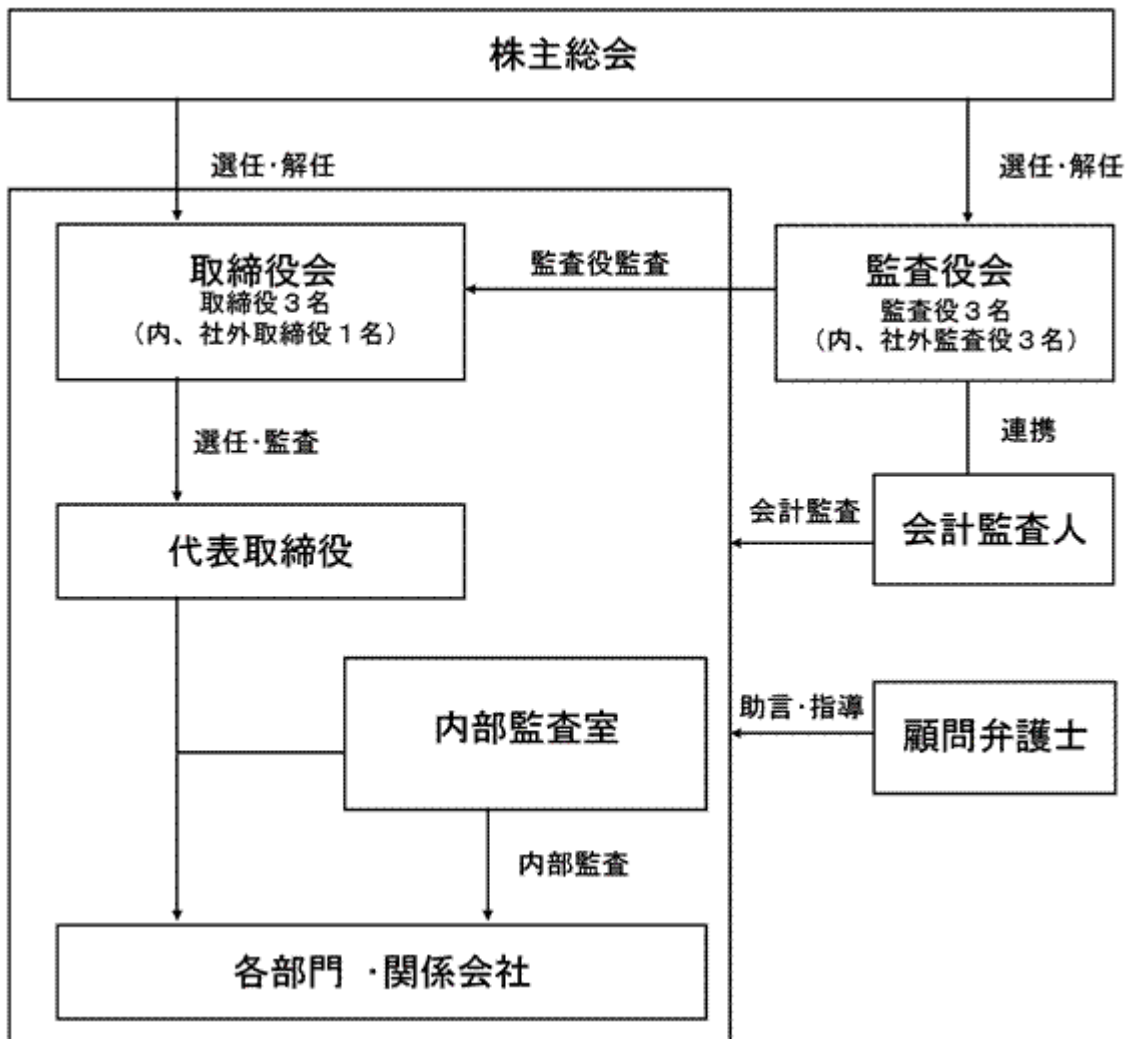 株主総会
選任・解任
選任・解任
取締役会
取締役３名
（内、社外取締役１名）
監査役監査
監査役会
監査役３名
（内、社外監査役３名）
選任・監査
連携
代表取締役
会計監査
会計監査人
内部監査室
助言・指導
顧問弁護士
内部監査
各部門 ・関係会社